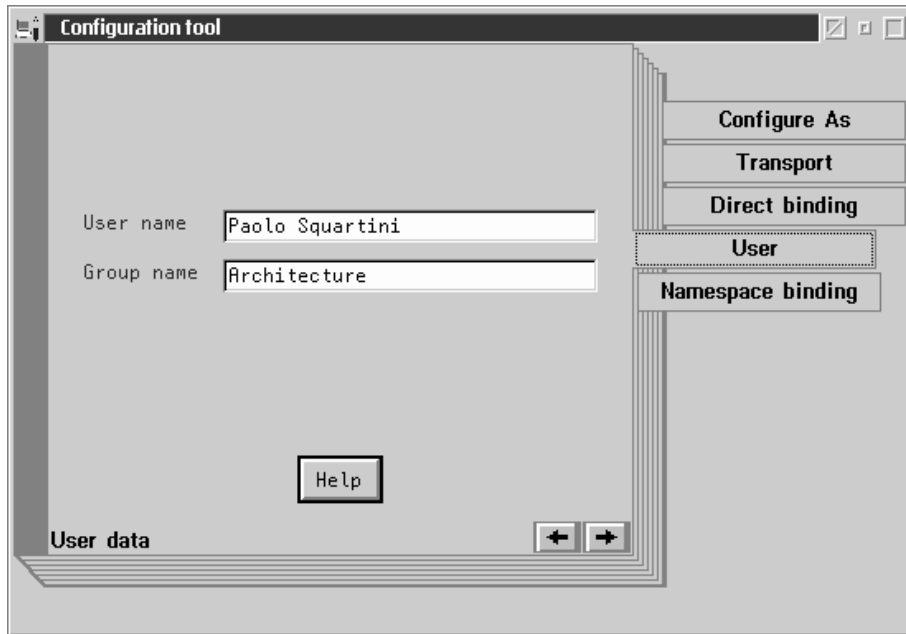 Configuration tool
Configure As
Transport
Direct binding
User
Namespace binding
User name Paolo Squartini
Group name Architecture
Help
User data